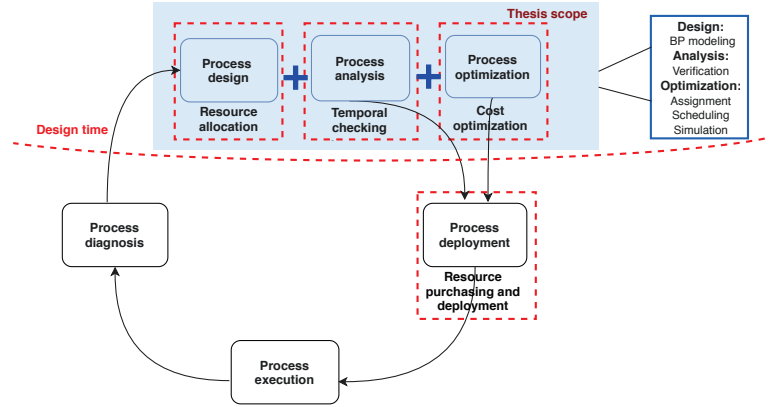 Thesis scope
Process
design
+
Process
analysis
+
Process
optimization
Resource
allocation
Temporal
checking
Cost
optimization
Design:
BP modeling
Analysis:
Verification
Optimization:
Assignment
Scheduling
Simulation
Design time
Process
diagnosis
Process
deployment
Resource
purchasing and
deployment
Process
execution